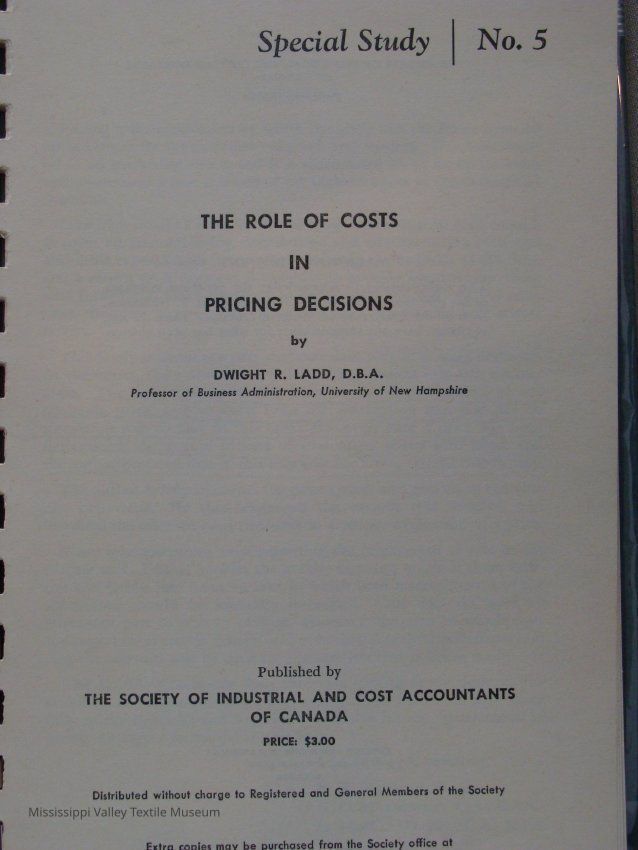 Special Study | No. 5
THE ROLE OF COSTS
IN
PRICING DECISIONS
by
DWIGHT R. LADD, D.B.A.
Professor of Business Administration, University of New Hampshire
Published by
THE SOCIETY OF INDUSTRIAL AND COST ACCOUNTANTS
OF CANADA
PRICE: $3.00
Distributed without charge to Registered and General Members of the Society
Mississippi Valley Textile Museum
Extra copies may be purchased from the Society office at